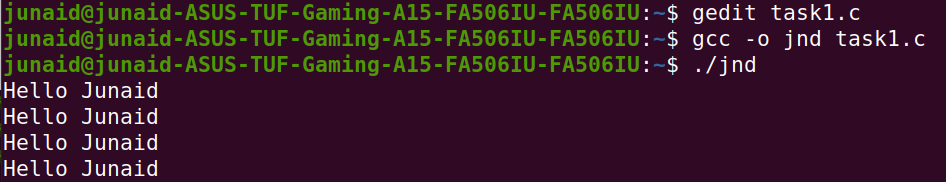 junaid@junaid-ASUS-TUF-Gaming-A15-FA506IU-FA506IU:~$ gedit task1.c
junaid@junaid-ASUS-TUF-Gaming-A15-FA506IU-FA506IU:~$ gcc -o jnd task1.c
junaid@junaid-ASUS-TUF-Gaming-A15-FA506IU-FA506IU:~$ ./jnd
Hello Junaid
Hello Junaid
Hello Junaid
Hello Junaid